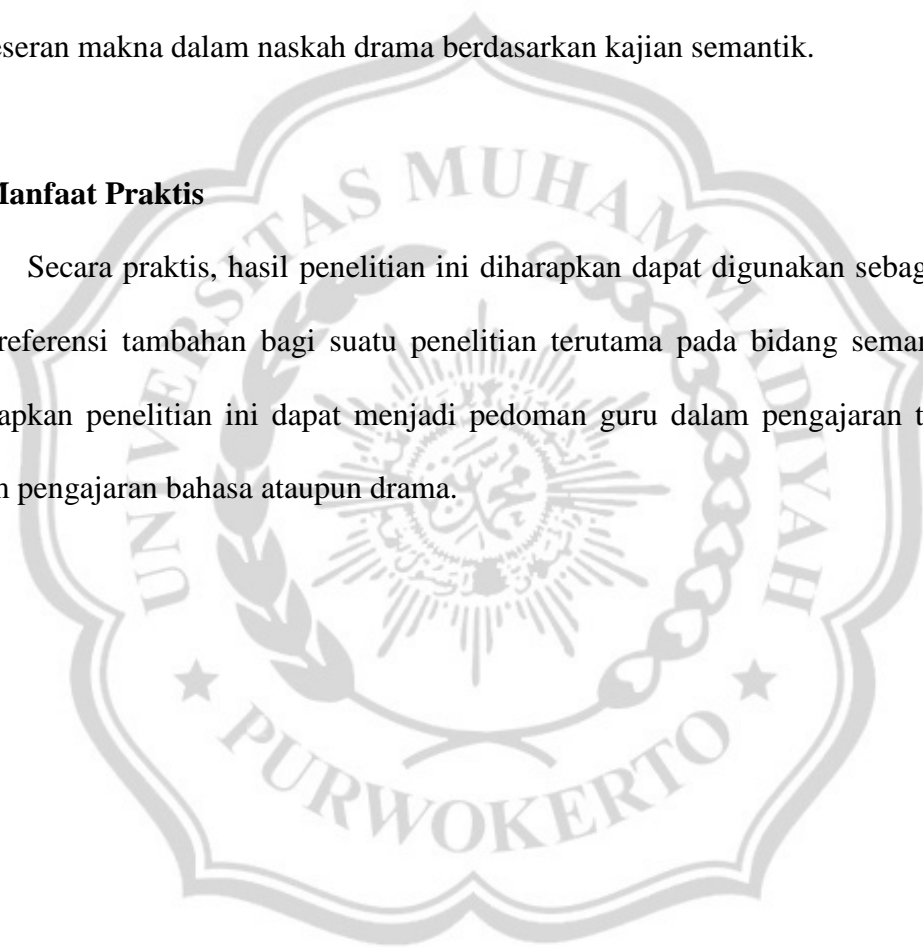 eseran makna dalam naskah drama berdasarkan kajian semantik.
Manfaat Praktis
Secara praktis, hasil penelitian ini diharapkan dapat digunakan sebag
referensi tambahan bagi suatu penelitian terutama pada bidang seman
apkan penelitian ini dapat menjadi pedoman guru dalam pengajaran t
n pengajaran bahasa ataupun drama.
UNIVERSITAS MUHAMMADIYAH
PURWOKERTO